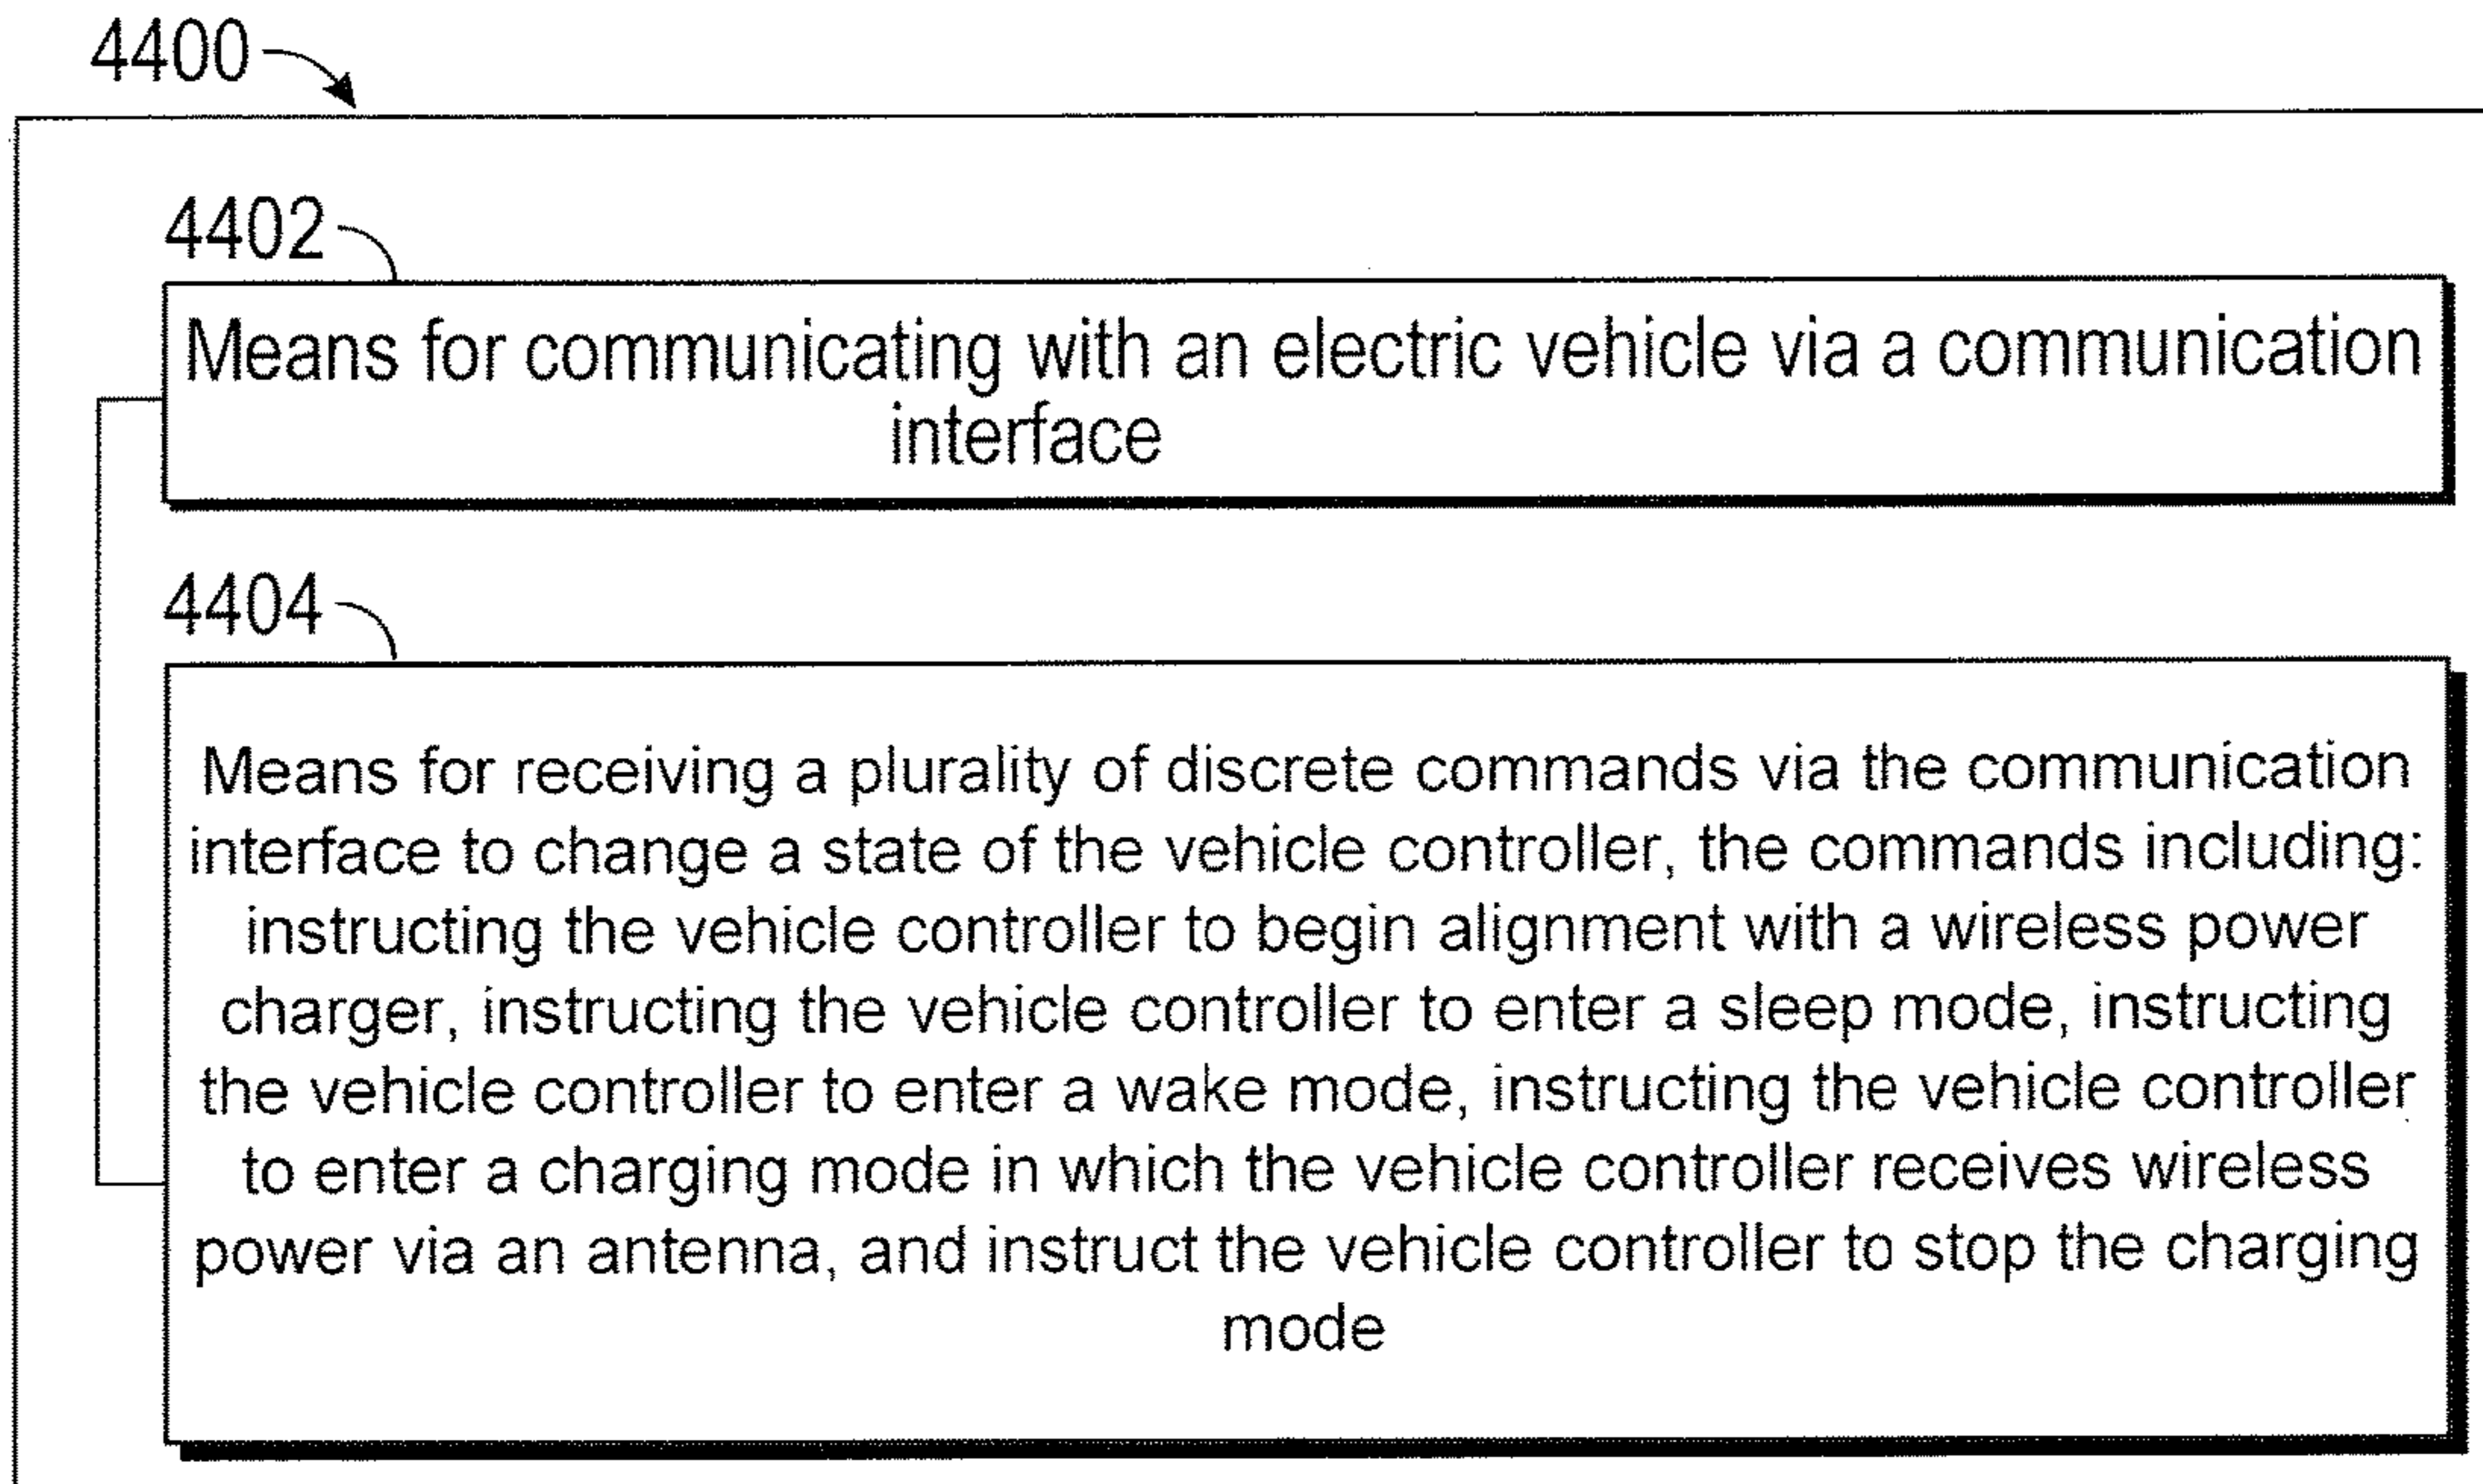 4400
4402
Means for communicating with an electric vehicle via a communication
interface
4404
Means for receiving a plurality of discrete commands via the communication
interface to change a state of the vehicle controller, the commands including:
instructing the vehicle controller to begin alignment with a wireless power
charger, instructing the vehicle controller to enter a sleep mode, instructing
the vehicle controller to enter a wake mode, instructing the vehicle controller
to enter a charging mode in which the vehicle controller receives wireless
power via an antenna, and instruct the vehicle controller to stop the charging
mode